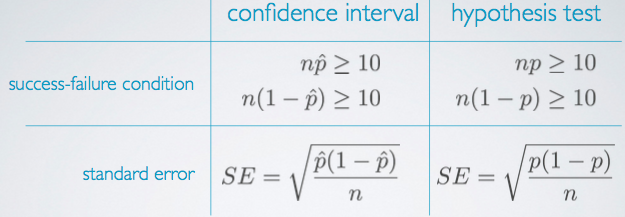 confidence interval hypothesis test
success-failure condition
np̂ ≥ 10 np ≥ 10
n(1 − p̂) ≥ 10 n(1 − p) ≥ 10
standard error
SE = √(p̂(1 − p̂)/n) SE = √(p(1 − p)/n)